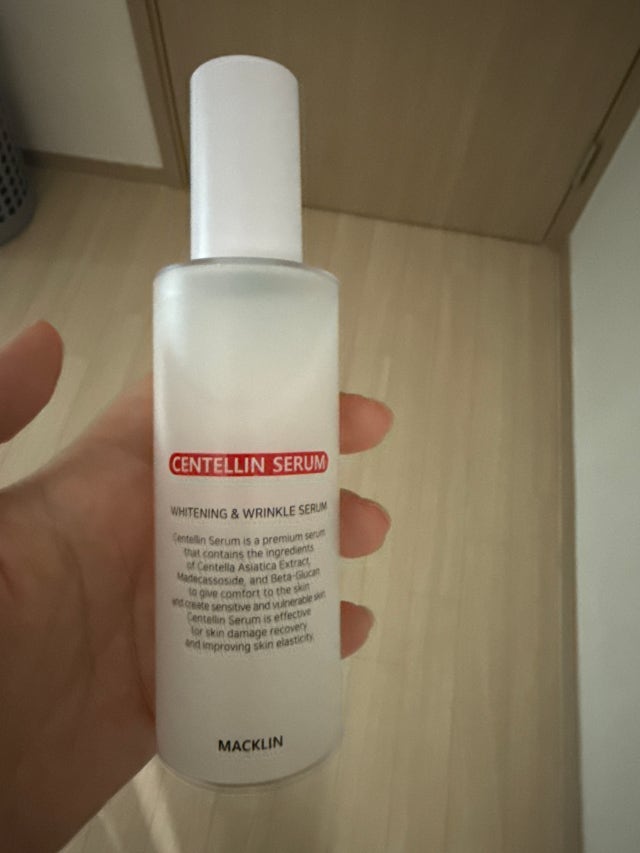 CENTELLIN SERUM
WHITENING & WRINKLE SERUM
Centellin Serum is a premium serum
that contains the ingredients
of Centella Asiatica Extract,
Madecassoside, and Beta-Glucan
to give comfort to the skin
and create sensitive and vulnerable skin.
Centellin Serum is effective
for skin damage recovery
and improving skin elasticity.
MACKLIN